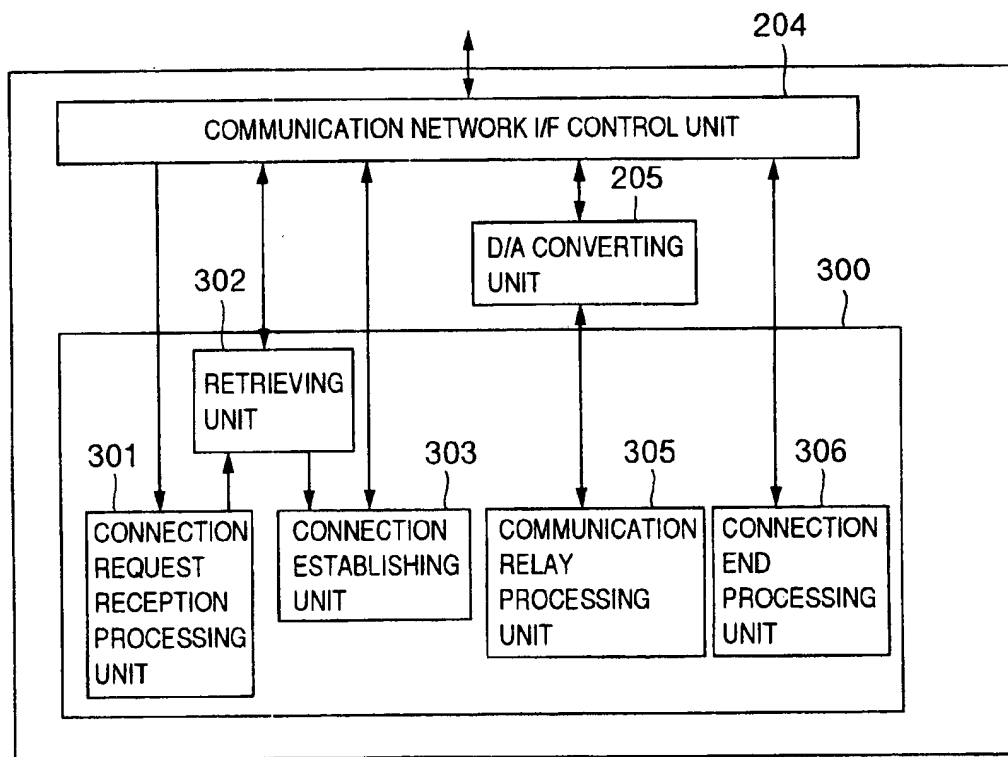 204
COMMUNICATION NETWORK I/F CONTROL UNIT
205
D/A CONVERTING
UNIT
300
302
RETRIEVING
UNIT
301
CONNECTION
REQUEST
RECEPTION
PROCESSING
UNIT
303
CONNECTION
ESTABLISHING
UNIT
305
COMMUNICATION
RELAY
PROCESSING
UNIT
306
CONNECTION
END
PROCESSING
UNIT